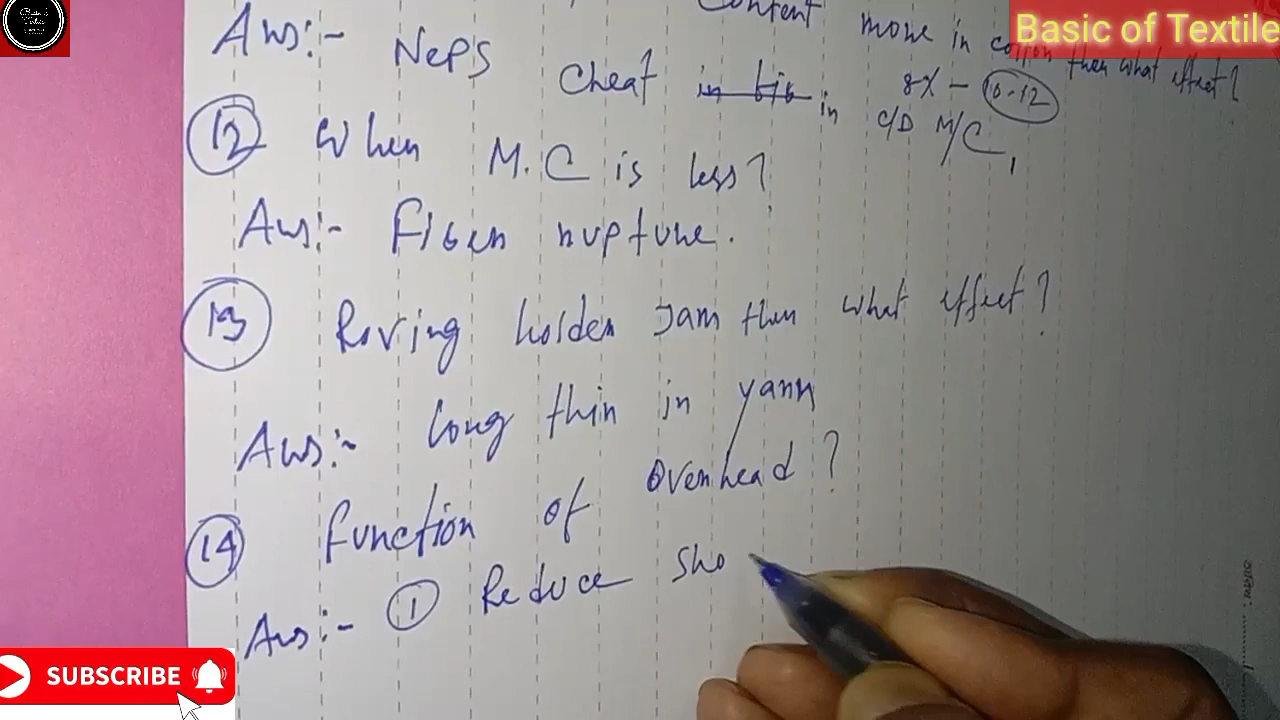 Basic of Textile
Content more in cotton then what effect?
Ans:- Neps
cheat in bib in 8% - 10-12
C/D M/C,
12 When M.C is less?
Ans:- Fiber rupture.
13 Roving holder Jam then what effect?
Ans:- long thin in yarn
14 Function of overhead?
Ans:- 1 Reduce sho
SUBSCRIBE